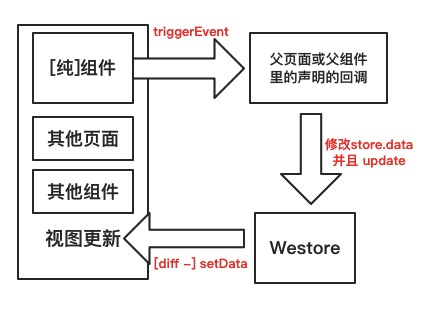 triggerEvent
[纯]组件
父页面或父组件
里的声明的回调
其他页面
修改store.data
并且 update
其他组件
视图更新
Westore
[diff -] setData